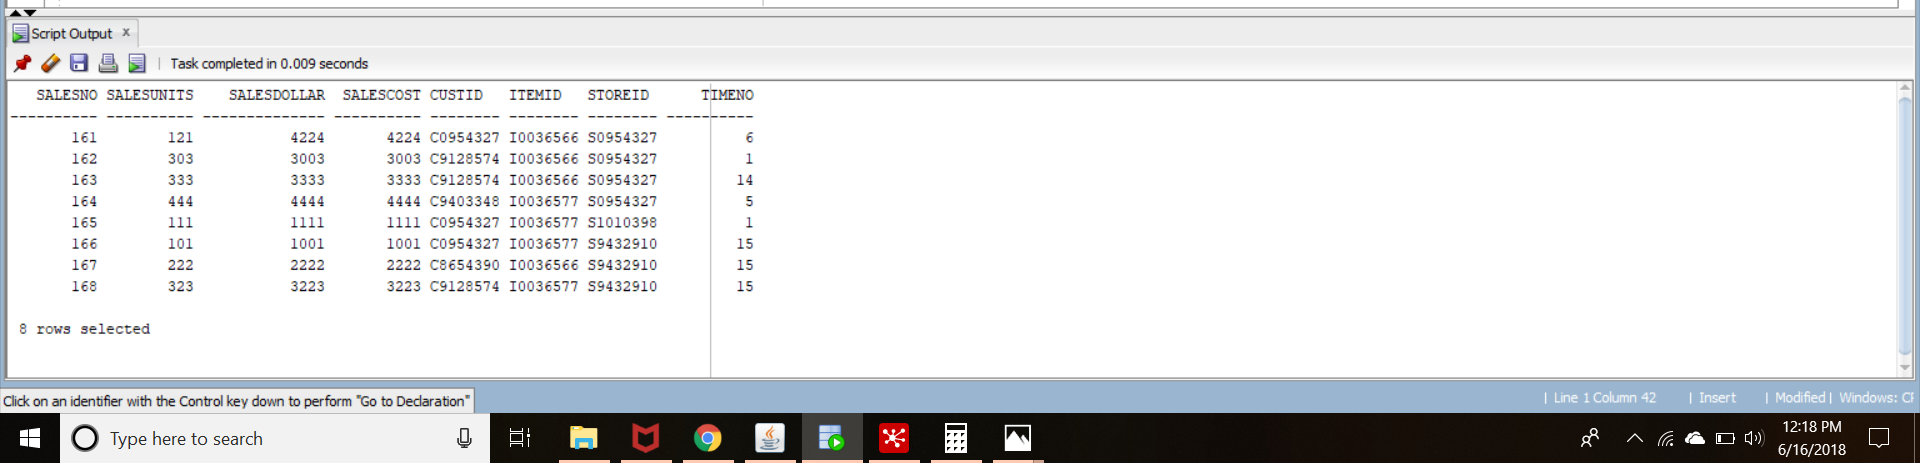 Script Output x
Task completed in 0.009 seconds
SALESNO SALESUNITS SALESDOLLAR SALESCOST CUSTID ITEMID STOREID TIMENO
---------- ---------- -------------- ---------- -------- -------- -------- ----------
161 121 4224 4224 C0954327 I0036566 S0954327 6
162 303 3003 3003 C9128574 I0036566 S0954327 1
163 333 3333 3333 C9128574 I0036566 S0954327 14
164 444 4444 4444 C9403348 I0036577 S0954327 5
165 111 1111 1111 C0954327 I0036577 S1010398 1
166 101 1001 1001 C0954327 I0036577 S9432910 15
167 222 2222 2222 C8654390 I0036566 S9432910 15
168 323 3223 3223 C9128574 I0036577 S9432910 15
8 rows selected
Click on an identifier with the Control key down to perform "Go to Declaration"
| Line 1 Column 42 | Insert | Modified | Windows: CF
Type here to search
12:18 PM
6/16/2018